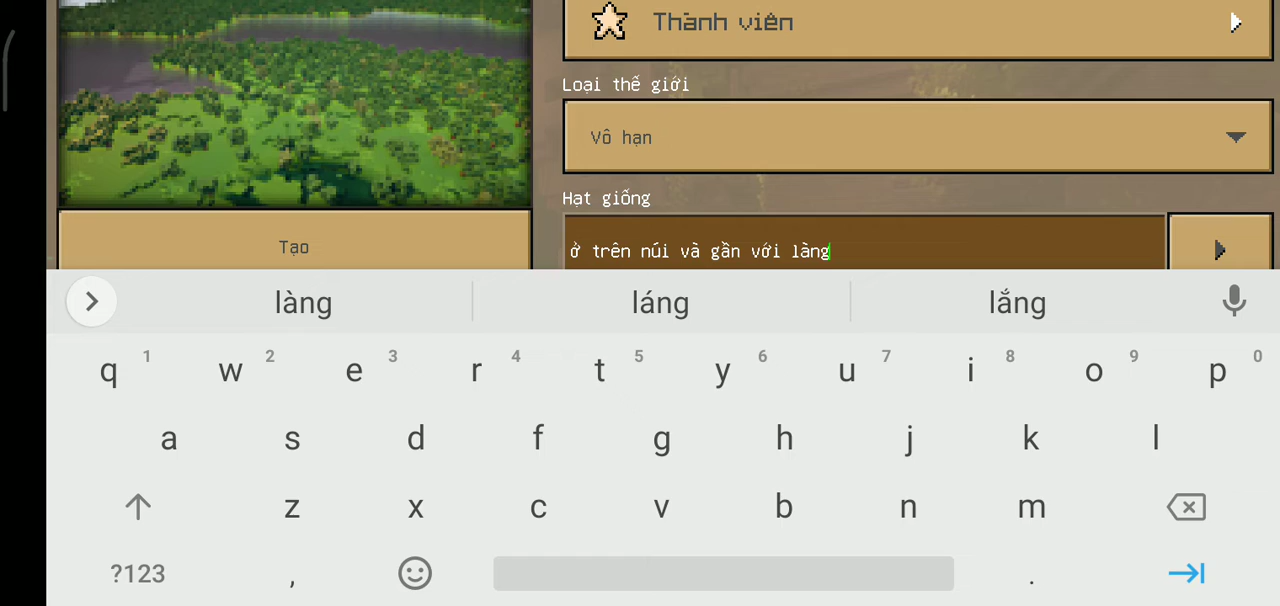 Thành viên
Loại thế giới
Vô hạn
Hạt giống
Tạo
ở trên núi và gần với làng
làng láng lắng
q 1 w 2 e 3 r 4 t 5 y 6 u 7 i 8 o 9 p 0
a s d f g h j k l
z x c v b n m
?123 , .